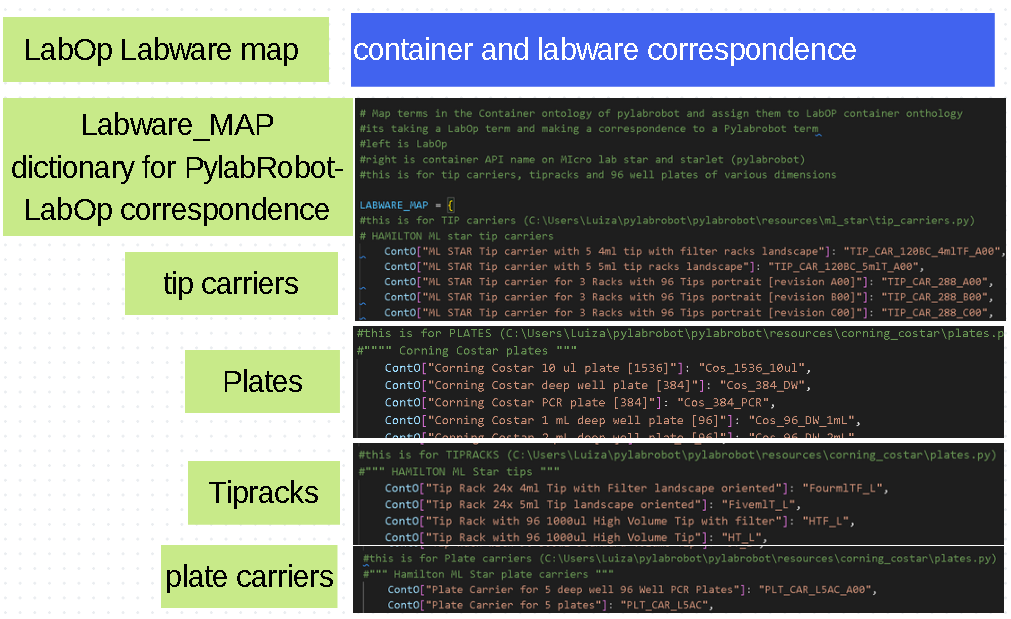 LabOp Labware map
container and labware correspondence
Labware_MAP
dictionary for PylabRobot-
LabOp correspondence
# Map terms in the Container ontology of pylabrobot and assign them to LabOP container onthology
#its taking a LabOp term and making a correspondence to a Pylabrobot term
#left is LabOp
#right is container API name on MIcro lab star and starlet (pylabrobot)
#this is for tip carriers, tipracks and 96 well plates of various dimensions
LABWARE_MAP = {
#this is for TIP carriers (C:\Users\Luiza\pylabrobot\pylabrobot\resources\ml_star\tip_carriers.py)
# HAMILTON ML star tip carriers
ContO["ML STAR Tip carrier with 5 4ml tip with filter racks landscape"]: "TIP_CAR_120BC_4mlTF_A00",
ContO["ML STAR Tip carrier with 5 5ml tip racks landscape"]: "TIP_CAR_120BC_5mlT_A00",
ContO["ML STAR Tip carrier for 3 Racks with 96 Tips portrait [revision A00]"]: "TIP_CAR_288_A00",
ContO["ML STAR Tip carrier for 3 Racks with 96 Tips portrait [revision B00]"]: "TIP_CAR_288_B00",
ContO["ML STAR Tip carrier for 3 Racks with 96 Tips portrait [revision C00]"]: "TIP_CAR_288_C00",
tip carriers
#this is for PLATES (C:\Users\Luiza\pylabrobot\pylabrobot\resources\corning_costar\plates.p
#"""" Corning Costar plates """
ContO["Corning Costar 10 ul plate [1536]"]: "Cos_1536_10ul",
ContO["Corning Costar deep well plate [384]"]: "Cos_384_DW",
ContO["Corning Costar PCR plate [384]"]: "Cos_384_PCR",
ContO["Corning Costar 1 mL deep well plate [96]"]: "Cos_96_DW_1mL",
ContO["Corning Costar 2 mL deep well plate [96]"]: "Cos_96_DW_2mL",
Plates
#this is for TIPRACKS (C:\Users\Luiza\pylabrobot\pylabrobot\resources\corning_costar\plates.py)
#""" HAMILTON ML Star tips """
ContO["Tip Rack 24x 4ml Tip with Filter landscape oriented"]: "FourmlTF_L",
ContO["Tip Rack 24x 5ml Tip landscape oriented"]: "FivemlT_L",
ContO["Tip Rack with 96 1000ul High Volume Tip with filter"]: "HTF_L",
ContO["Tip Rack with 96 1000ul High Volume Tip"]: "HT_L",
Tipracks
#this is for Plate carriers (C:\Users\Luiza\pylabrobot\pylabrobot\resources\corning_costar\plates.py)
#""" Hamilton ML Star plate carriers """
ContO["Plate Carrier for 5 deep well 96 Well PCR Plates"]: "PLT_CAR_L5AC_A00",
ContO["Plate Carrier for 5 plates"]: "PLT_CAR_L5AC",
plate carriers